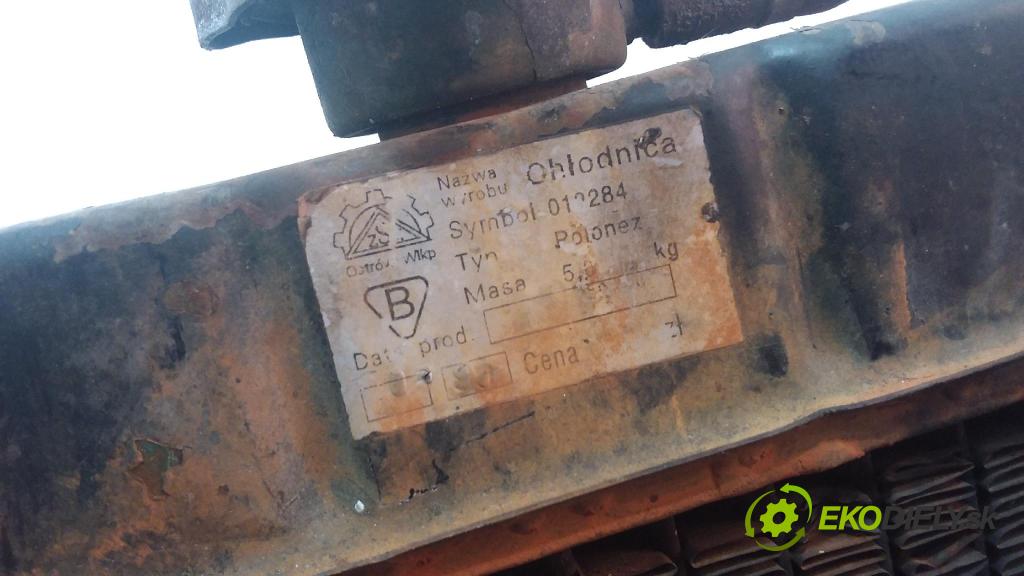 Nazwa
wyrobu Chłodnica
ZS
Ostrów Wlkp
Symbol
Typ Polonez
B
Masa kg
Data prod.
Cena zł
EKODIELY.sk